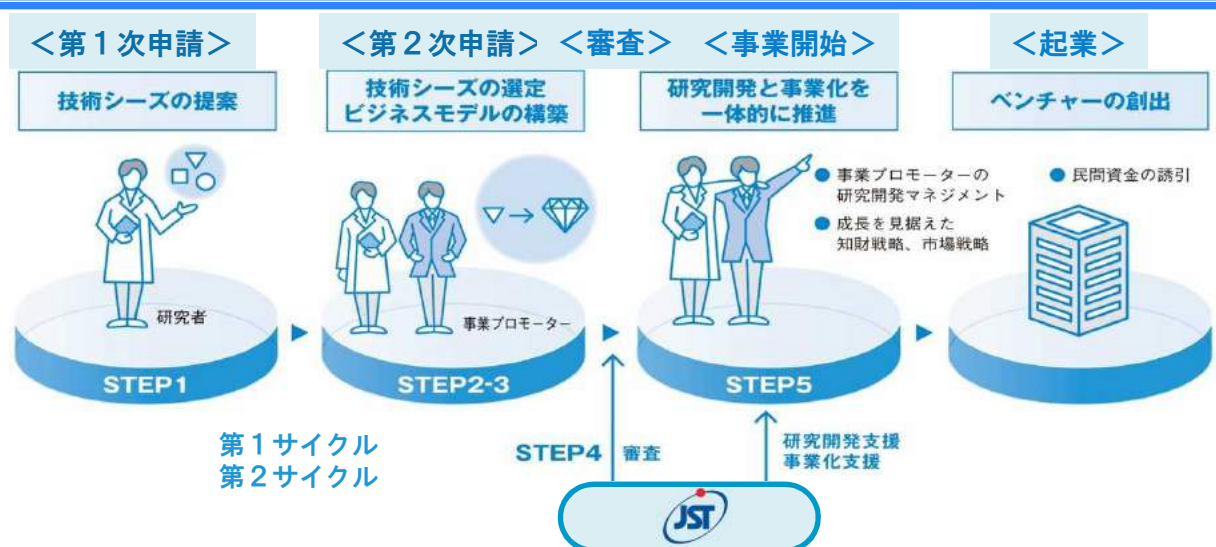 <第1次申請>
<第2次申請>
<審査>
<事業開始>
<起業>
技術シーズの提案
技術シーズの選定
ビジネスモデルの構築
研究開発と事業化を
一体的に推進
ベンチャーの創出
●事業プロモーターの
研究開発マネジメント
●成長を見据えた
知財戦略、市場戦略
●民間資金の誘引
研究者
事業プロモーター
STEP1
STEP2-3
STEP5
第1サイクル
第2サイクル
STEP4
審査
研究開発支援
事業化支援
JST